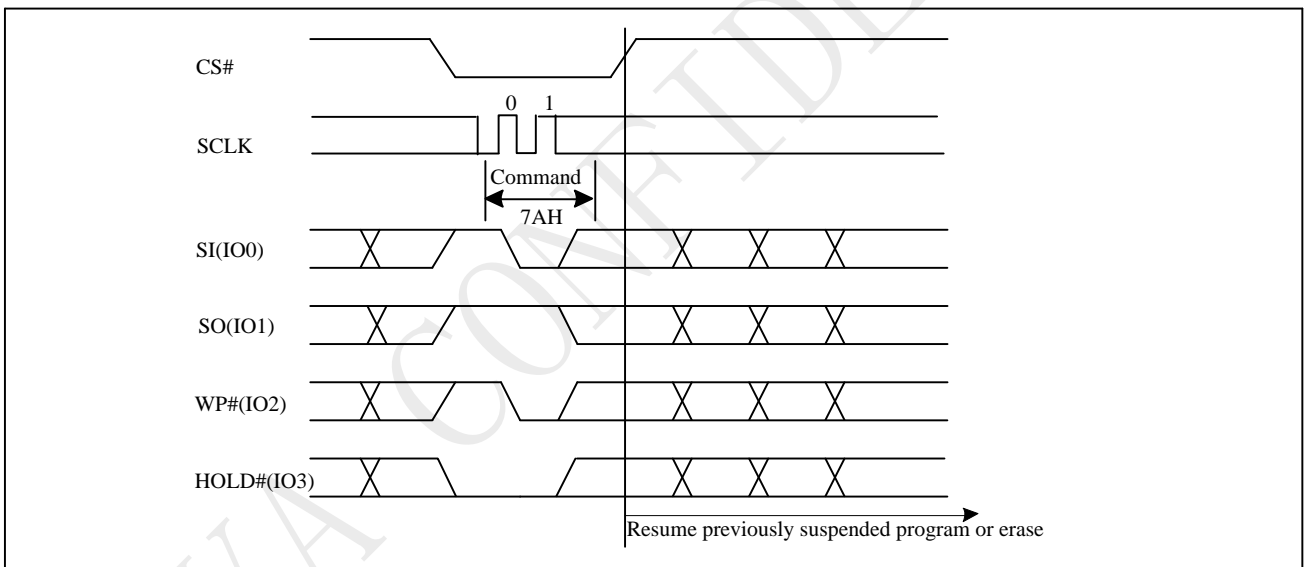 CS#
0 1
SCLK
Command
7AH
SI(IO0)
SO(IO1)
WP#(IO2)
HOLD#(IO3)
Resume previously suspended program or erase